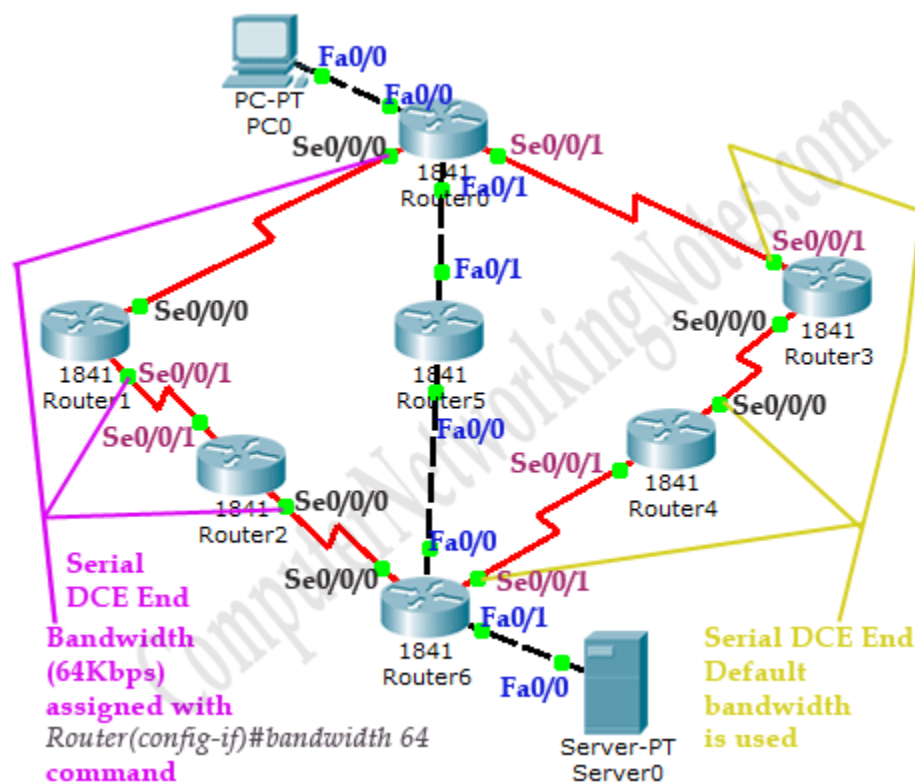 Fa0/0
PC-PT
PC0
Fa0/0
Se0/0/0
Se0/0/1
1841
Router0
Fa0/1
Fa0/1
Se0/0/1
Se0/0/0
Se0/0/0
1841
Router3
1841
Router1
Se0/0/1
1841
Router5
Se0/0/0
Fa0/0
Se0/0/1
Se0/0/1
1841
Router4
Se0/0/0
1841
Router2
Fa0/0
Se0/0/0
Se0/0/1
Serial
DCE End
Bandwidth
(64Kbps)
assigned with
Router(config-if)#bandwidth 64
command
1841
Router6
Fa0/1
Fa0/0
Server-PT
Server0
Serial DCE End
Default
bandwidth
is used
ComputerNetworkingNotes.com